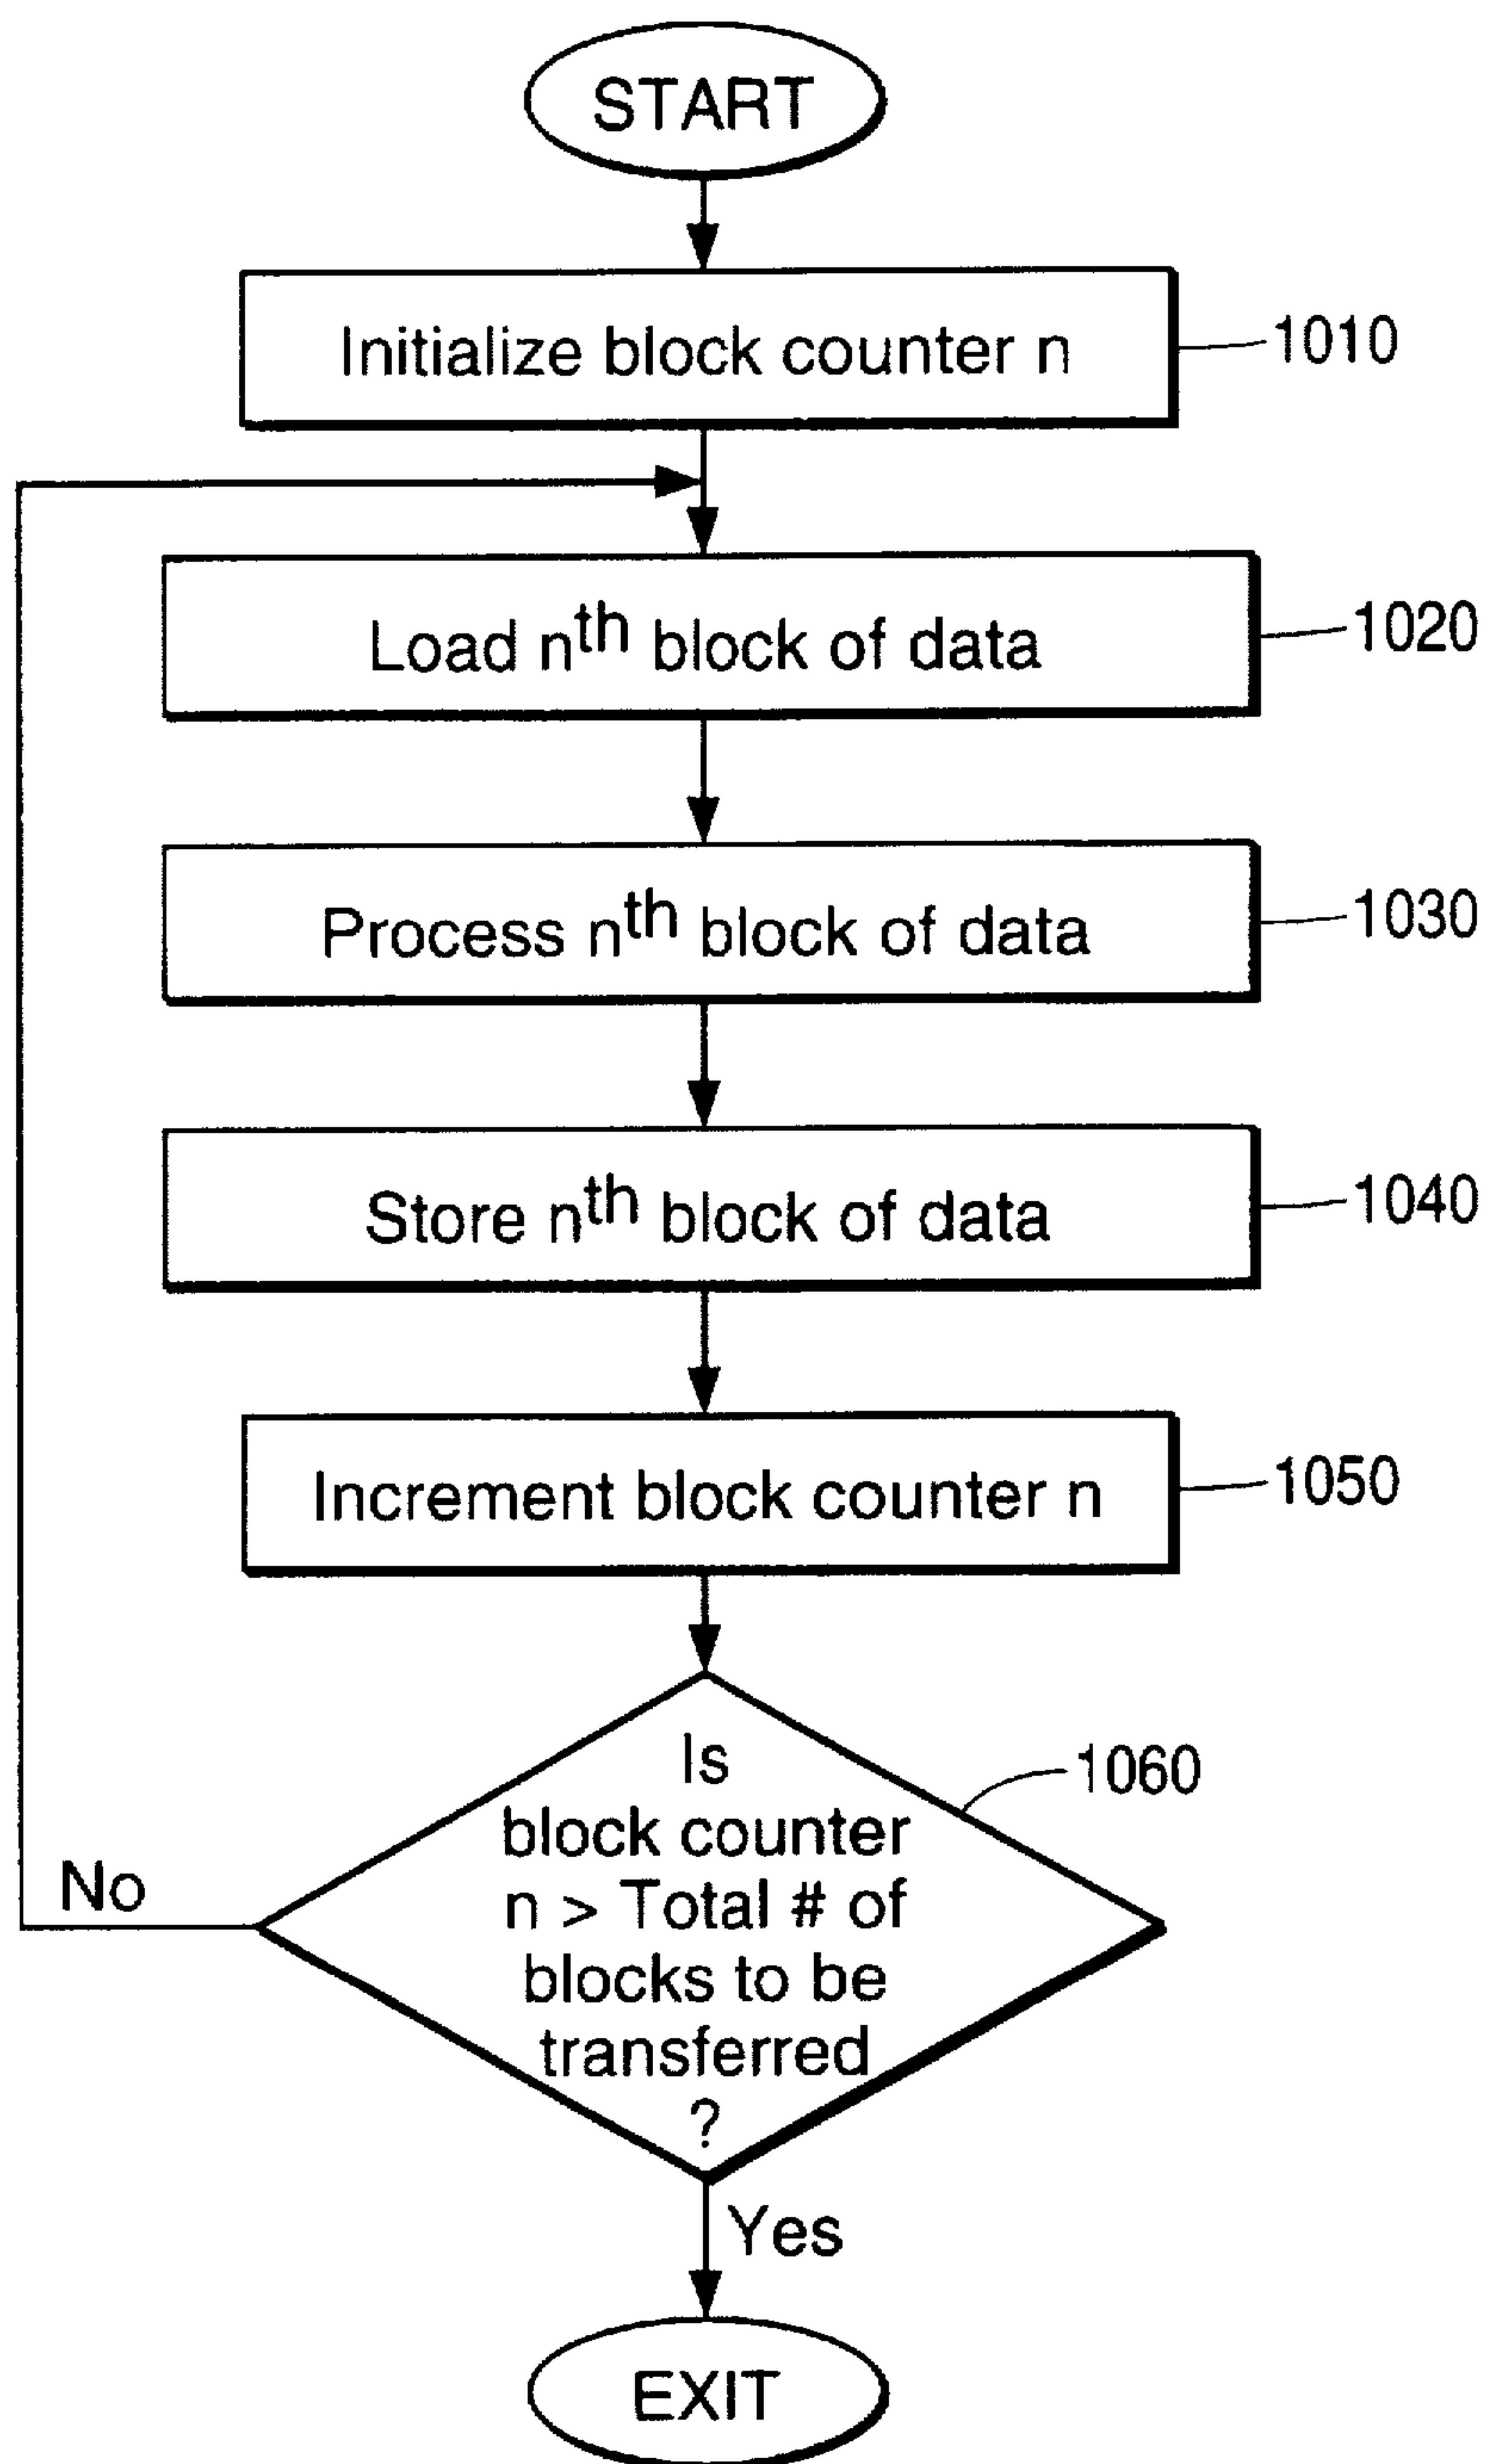 START
Initialize block counter n
1010
Load nth block of data
1020
Process nth block of data
1030
Store nth block of data
1040
Increment block counter n
1050
Is
block counter
n > Total # of
blocks to be
transferred
?
1060
No
Yes
EXIT